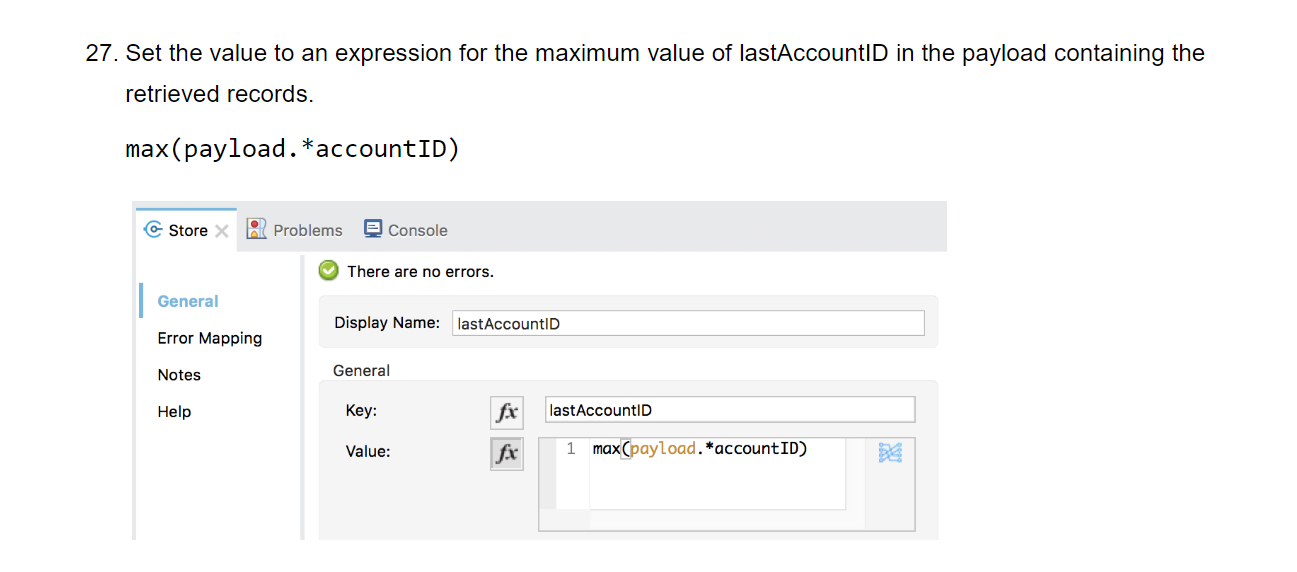 27. Set the value to an expression for the maximum value of lastAccountID in the payload containing the
retrieved records.
max(payload.*accountID)
Store Problems Console
There are no errors.
General
Error Mapping
Notes
Help
Display Name: lastAccountID
General
Key: fx lastAccountID
Value: fx 1 max(payload.*accountID)